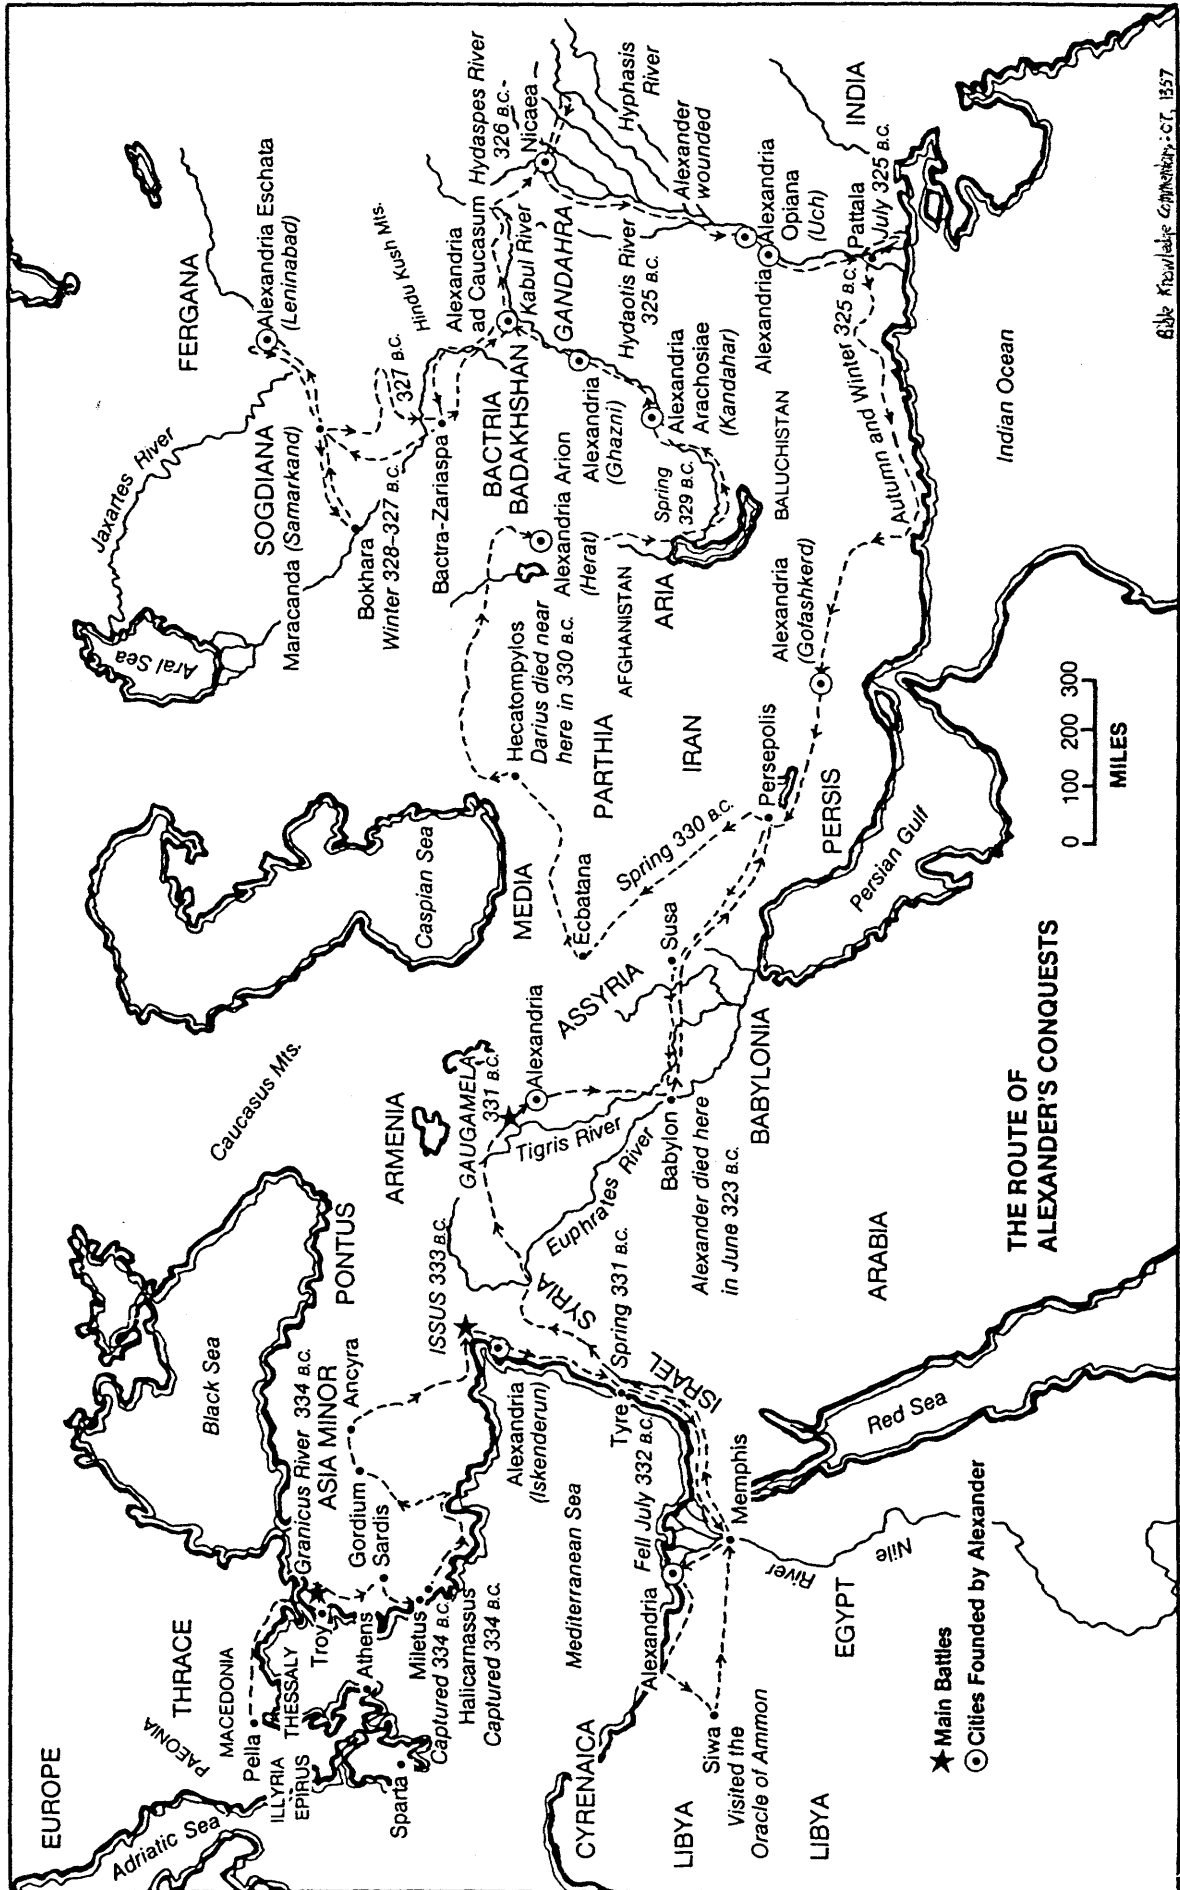 EUROPE
Adriatic Sea
PAEONIA
THRACE
MACEDONIA
Pella
ILLYRIA
EPIRUS
THESSALY
Troy
Athens
Sparta
Miletus
Captured 334 B.C.
Halicarnassus
Captured 334 B.C.
Granicus River 334 B.C.
ASIA MINOR
Gordium
Sardis
Ancyra
Black Sea
PONTUS
Caucasus Mts.
ARMENIA
ISSUS 333 B.C.
Alexandria
(Iskenderun)
Mediterranean Sea
Tyre
Fell July 332 B.C.
SYRIA
Spring 331 B.C.
ISRAEL
CYRENAICA
LIBYA
LIBYA
Siwa
Visited the
Oracle of Ammon
Alexandria
Memphis
EGYPT
River
Nile
Red Sea
ARABIA
GAUGAMELA
331 B.C.
Alexandria
Tigris River
Euphrates River
Babylon
Alexander died here
in June 323 B.C.
BABYLONIA
ASSYRIA
Susa
MEDIA
Ecbatana
Caspian Sea
Spring 330 B.C.
Persepolis
PERSIS
Persian Gulf
PARTHIA
IRAN
Hecatompylos
Darius died near
here in 330 B.C.
Aral Sea
Jaxartes River
SOGDIANA
Maracanda (Samarkand)
Bokhara
Winter 328-327 B.C.
Bactra-Zariaspa
BACTRIA
BADAKHSHAN
FERGANA
Alexandria Eschata
(Leninabad)
327 B.C.
Hindu Kush Mts.
Alexandria
ad Caucasum
Kabul River
GANDAHRA
Hydaspes River
326 B.C.
Nicaea
Hyphasis
River
Alexander
wounded
Hydaotis River
325 B.C.
Alexandria Arion
(Herat)
AFGHANISTAN
ARIA
Alexandria
(Ghazni)
Spring
329 B.C.
Alexandria
Arachosiae
(Kandahar)
BALUCHISTAN
Alexandria
Alexandria
Opiana
(Uch)
INDIA
Pattala
July 325 B.C.
Autumn and Winter 325 B.C.
Alexandria
(Gofashkerd)
Indian Ocean
0 100 200 300
MILES
THE ROUTE OF
ALEXANDER'S CONQUESTS
Main Battles
Cities Founded by Alexander
Bible Knowledge Commentary: OT, 1357